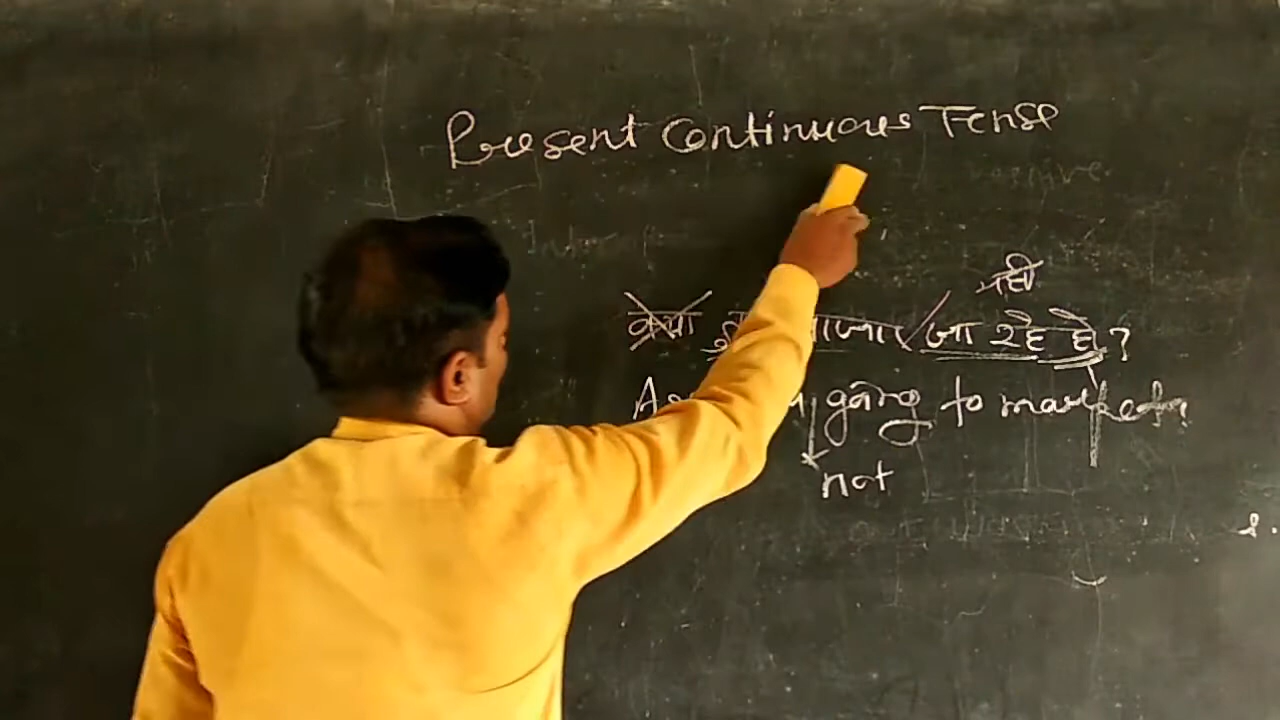 Present Continuous Tense
नहीं
क्या बाजार जा रहे हो?
going to market?
not